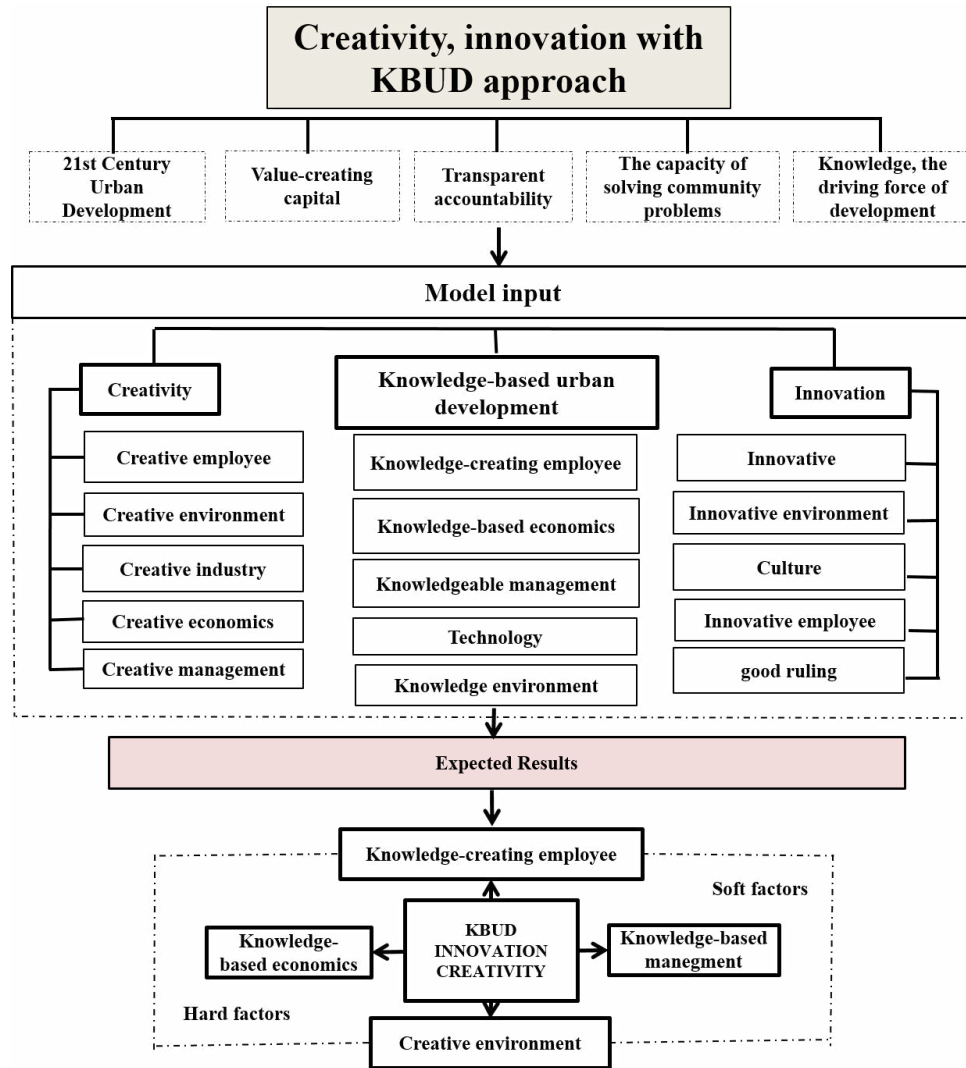 Creativity, innovation with
KBUD approach
21st Century
Urban
Development
Value-creating
capital
Transparent
accountability
The capacity of
solving community
problems
Knowledge, the
driving force of
development
Model input
Creativity
Knowledge-based urban
development
Innovation
Creative employee
Creative environment
Creative industry
Creative economics
Creative management
Knowledge-creating employee
Knowledge-based economics
Knowledgeable management
Technology
Knowledge environment
Innovative
Innovative environment
Culture
Innovative employee
good ruling
Expected Results
Knowledge-creating employee
Soft factors
Knowledge-
based economics
KBUD
INNOVATION
CREATIVITY
Knowledge-based
manegment
Hard factors
Creative environment